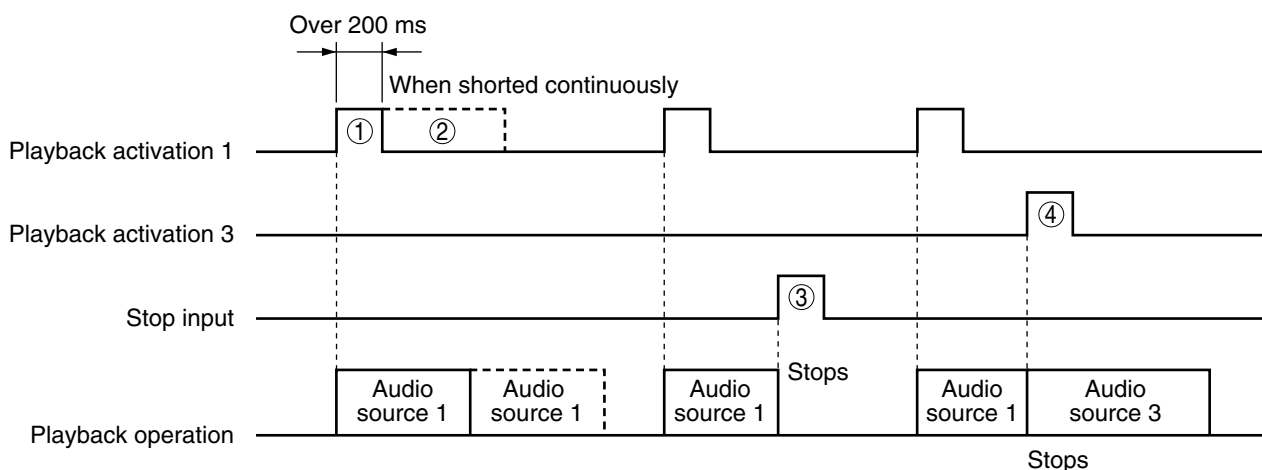 Over 200 ms
When shorted continuously
Playback activation 1
① ②
Playback activation 3
④
Stop input
③
Stops
Playback operation
Audio
source 1
Audio
source 1
Audio
source 1
Audio
source 1
Audio
source 3
Stops